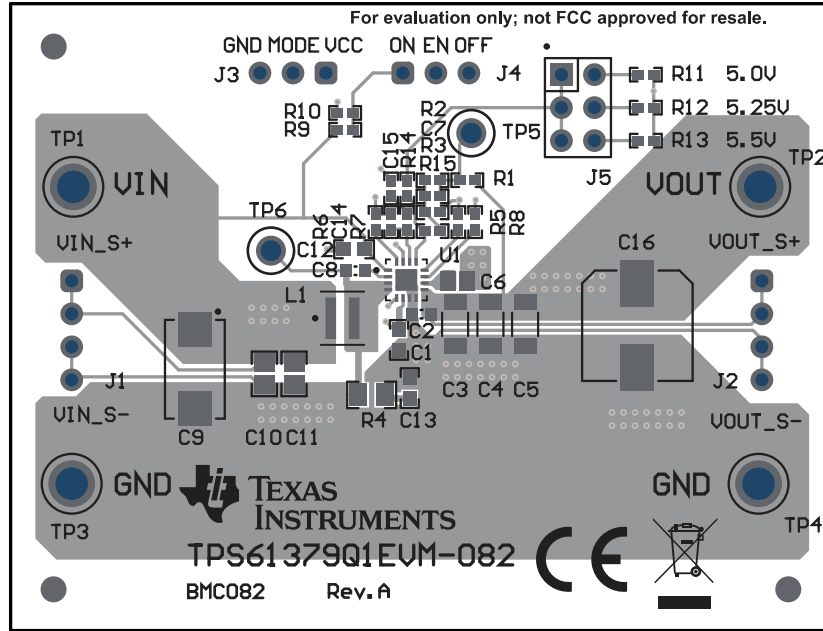 For evaluation only; not FCC approved for resale.
GND MODE VCC
ON EN OFF
J3
J4
R11 5.0V
R10
R2
R12 5.25V
R9
C7
TP5
R13 5.5V
TP1
R3
C15
R14
R15
R1
J5
TP2
VIN
VOUT
TP6
R6
C14
R7
R5
R8
VIN_S+
C12
U1
C16
VOUT_S+
C8
C6
L1
C2
C1
J1
C3
C4
C5
J2
VIN_S-
R4
C13
VOUT_S-
C9
C10
C11
GND
TEXAS
INSTRUMENTS
GND
TP3
TP4
TPS61379Q1EVM-082
CE
BMC082 Rev.A